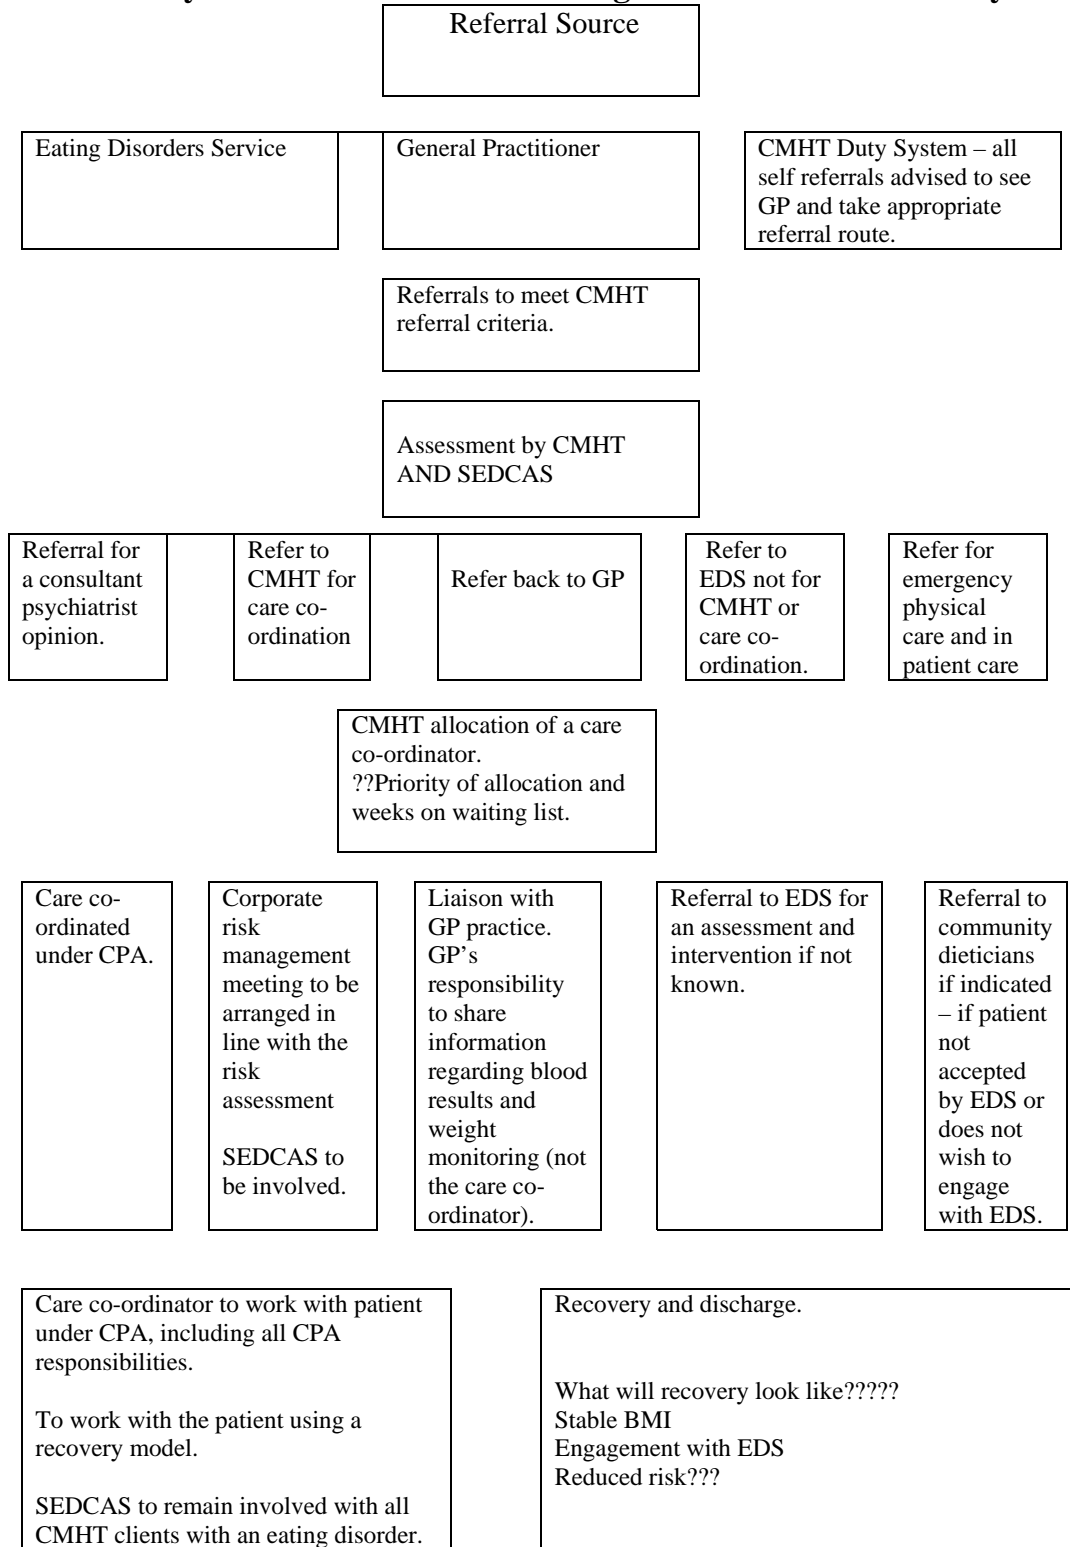 Referral Source
Eating Disorders Service
General Practitioner
CMHT Duty System – all
self referrals advised to see
GP and take appropriate
referral route.
Referrals to meet CMHT
referral criteria.
Assessment by CMHT
AND SEDCAS
Referral for
a consultant
psychiatrist
opinion.
Refer to
CMHT for
care co-
ordination
Refer back to GP
Refer to
EDS not for
CMHT or
care co-
ordination.
Refer for
emergency
physical
care and in
patient care
CMHT allocation of a care
co-ordinator.
??Priority of allocation and
weeks on waiting list.
Care co-
ordinated
under CPA.
Corporate
risk
management
meeting to be
arranged in
line with the
risk
assessment
SEDCAS to
be involved.
Liaison with
GP practice.
GP’s
responsibility
to share
information
regarding blood
results and
weight
monitoring (not
the care co-
ordinator).
Referral to EDS for
an assessment and
intervention if not
known.
Referral to
community
dieticians
if indicated
– if patient
not
accepted
by EDS or
does not
wish to
engage
with EDS.
Care co-ordinator to work with patient
under CPA, including all CPA
responsibilities.
To work with the patient using a
recovery model.
SEDCAS to remain involved with all
CMHT clients with an eating disorder.
Recovery and discharge.
What will recovery look like?????
Stable BMI
Engagement with EDS
Reduced risk???